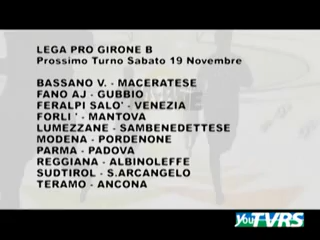 LEGA PRO GIRONE B
Prossimo Turno Sabato 19 Novembre
BASSANO V. - MACERATESE
FANO AJ - GUBBIO
FERALPI SALO' - VENEZIA
FORLI ' - MANTOVA
LUMEZZANE - SAMBENEDETTESE
MODENA - PORDENONE
PARMA - PADOVA
REGGIANA - ALBINOLEFFE
SUDTIROL - S.ARCANGELO
TERAMO - ANCONA
youTVRS